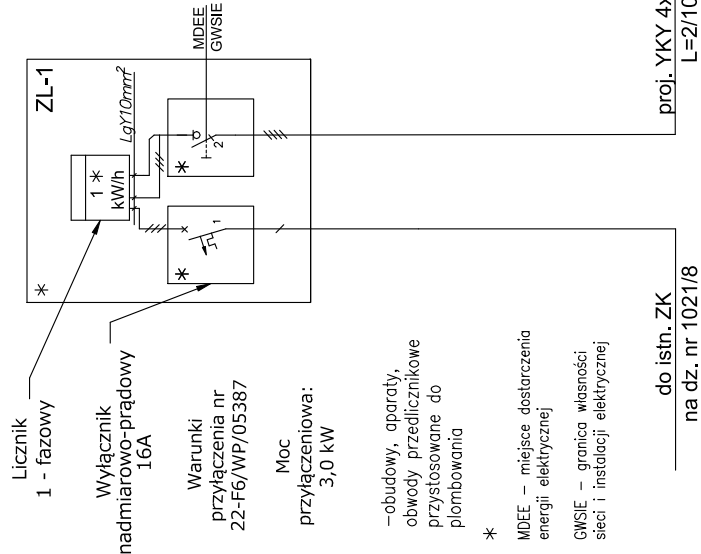 Licznik
1 - fazowy
Wyłącznik
nadmiarowo-prądowy
16A
Warunki
przyłączenia nr
22-F6/WP/05387
Moc
przyłączeniowa:
3,0 kW
-obudowy, aparaty,
obwody przedlicznikowe
przystosowane do
plombowania
*
MDEE - miejsce dostarczenia
energii elektrycznej
GWSIE - granica własności
sieci i instalacji elektrycznej
*
ZL-1
1 *
kW/h
LgY10mm²
*
1
*
2
MDEE
GWSIE
do istn. ZK
na dz. nr 1021/8
proj. YKY 4x
L=2/10